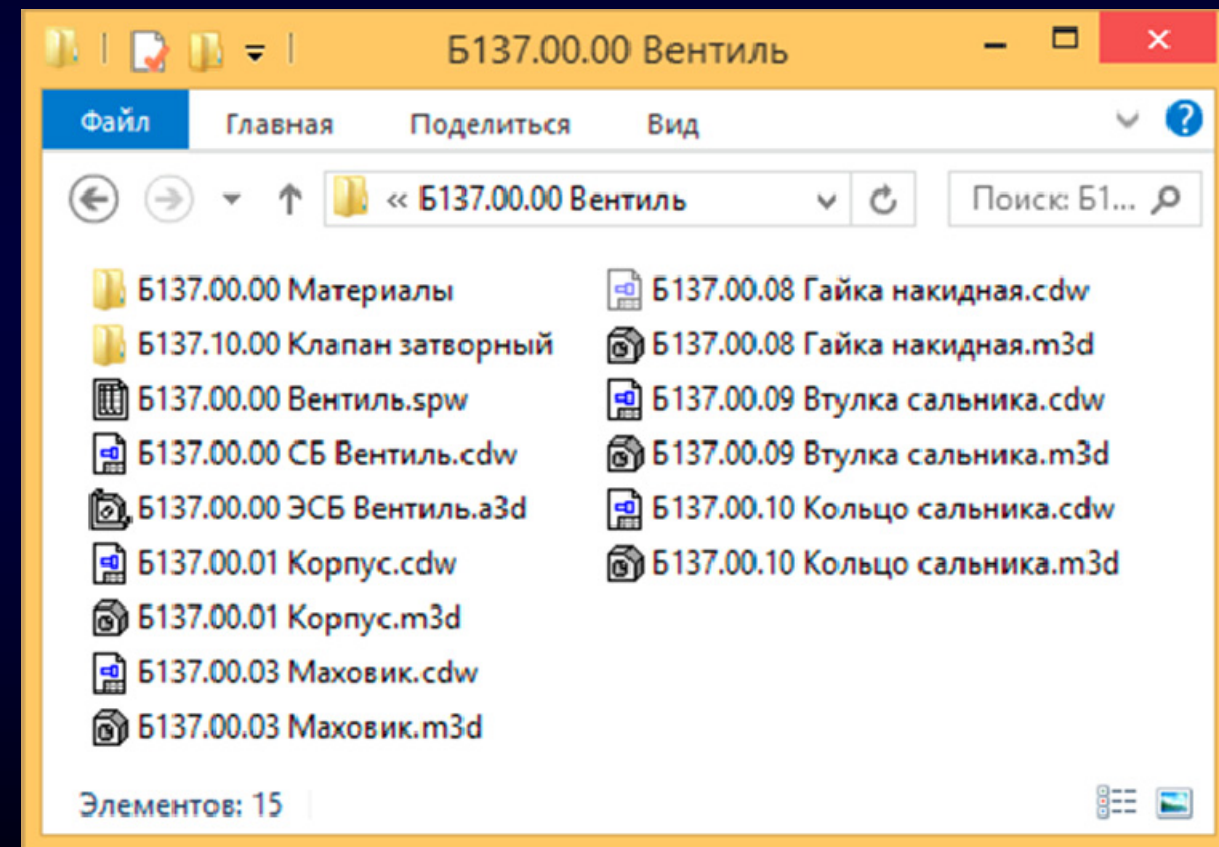 Б137.00.00 Вентиль
Файл Главная Поделиться Вид
« Б137.00.00 Вентиль Поиск: Б1...
Б137.00.00 Материалы
Б137.10.00 Клапан затворный
Б137.00.00 Вентиль.spw
Б137.00.00 СБ Вентиль.cdw
Б137.00.00 ЭСБ Вентиль.a3d
Б137.00.01 Корпус.cdw
Б137.00.01 Корпус.m3d
Б137.00.03 Маховик.cdw
Б137.00.03 Маховик.m3d
Б137.00.08 Гайка накидная.cdw
Б137.00.08 Гайка накидная.m3d
Б137.00.09 Втулка сальника.cdw
Б137.00.09 Втулка сальника.m3d
Б137.00.10 Кольцо сальника.cdw
Б137.00.10 Кольцо сальника.m3d
Элементов: 15